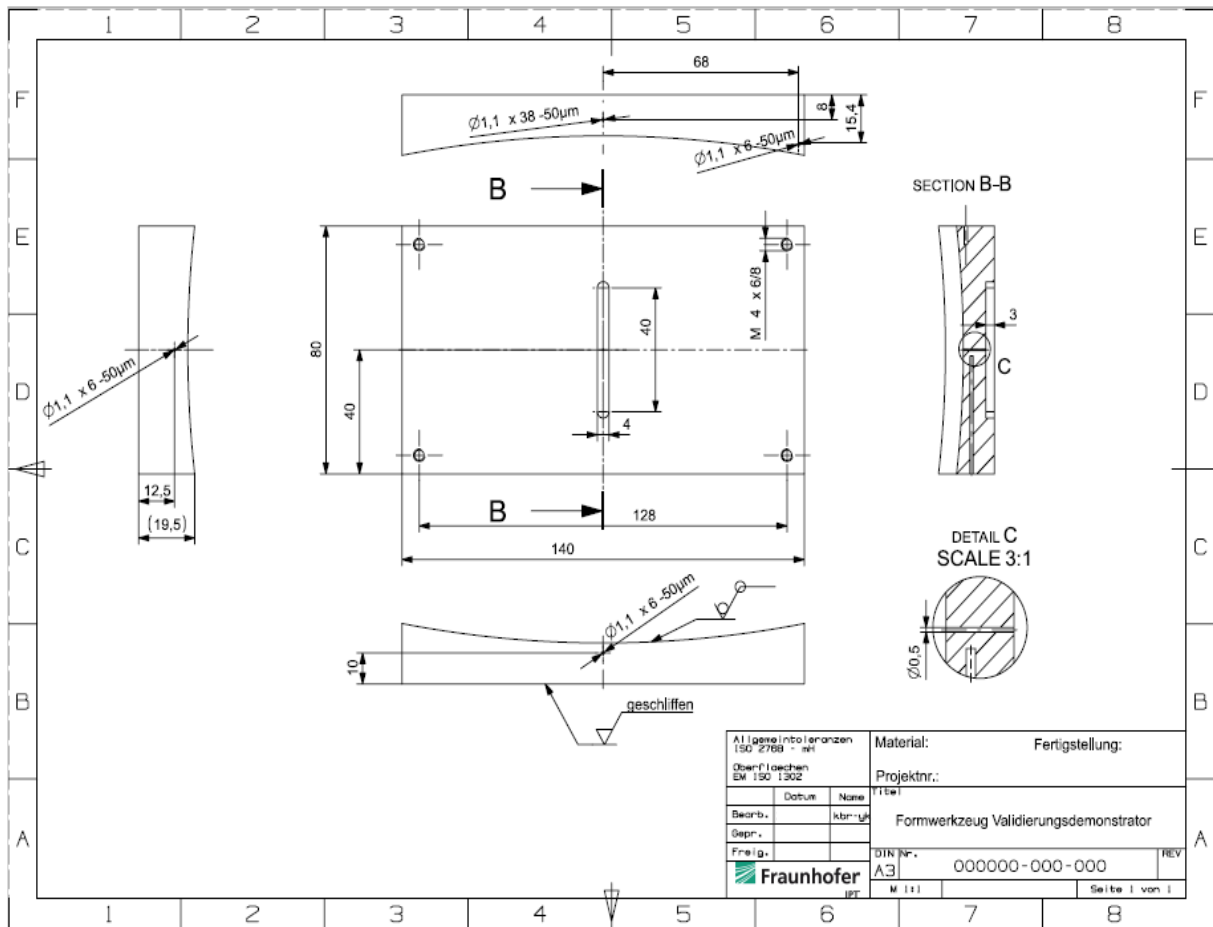 1 2 3 4 5 6 7 8
F
E
D
C
B
A
F
E
D
C
B
A
68
Ø1,1 x 38 -50µm
8
15,4
Ø1,1 x 6 -50µm
B
SECTION B-B
80
40
40
4
M 4 x 6/8
3
C
Ø1,1 x 6 -50µm
12,5
(19,5)
B
128
140
DETAIL C
SCALE 3:1
Ø1,1 x 6 -50µm
10
Ø0,5
geschliffen
Allgemeintoleranzen
ISO 2768 - mH
Oberflaechen
EM ISO 1302
Material: Fertigstellung:
Projektnr.:
Datum Name
Bearb. kbr-yk
Gepr.
Freig.
Titel
Formwerkzeug Validierungsdemonstrator
Fraunhofer
IPT
DIN Nr. REV
A3 000000-000-000
M 1:1 Seite 1 von 1
1 2 3 4 5 6 7 8